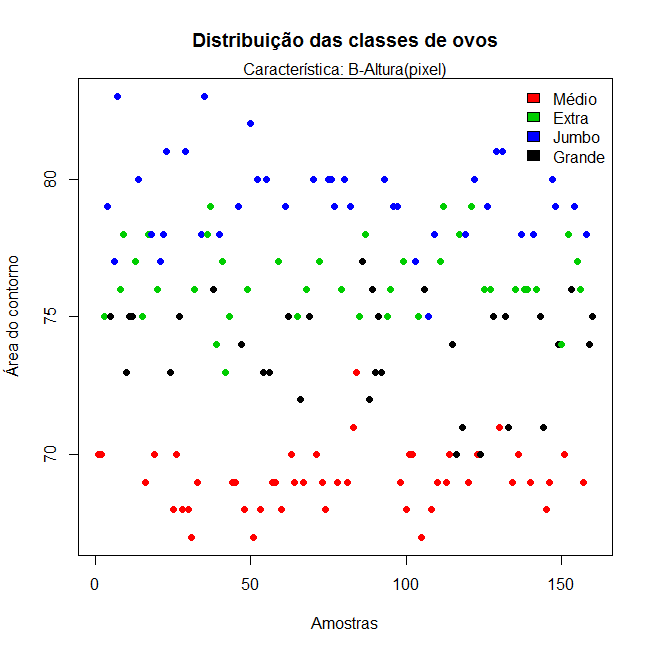 Distribuição das classes de ovos
Característica: B-Altura(pixel)
Médio
Extra
Jumbo
Grande
80
75
70
Área do contorno
0 50 100 150
Amostras